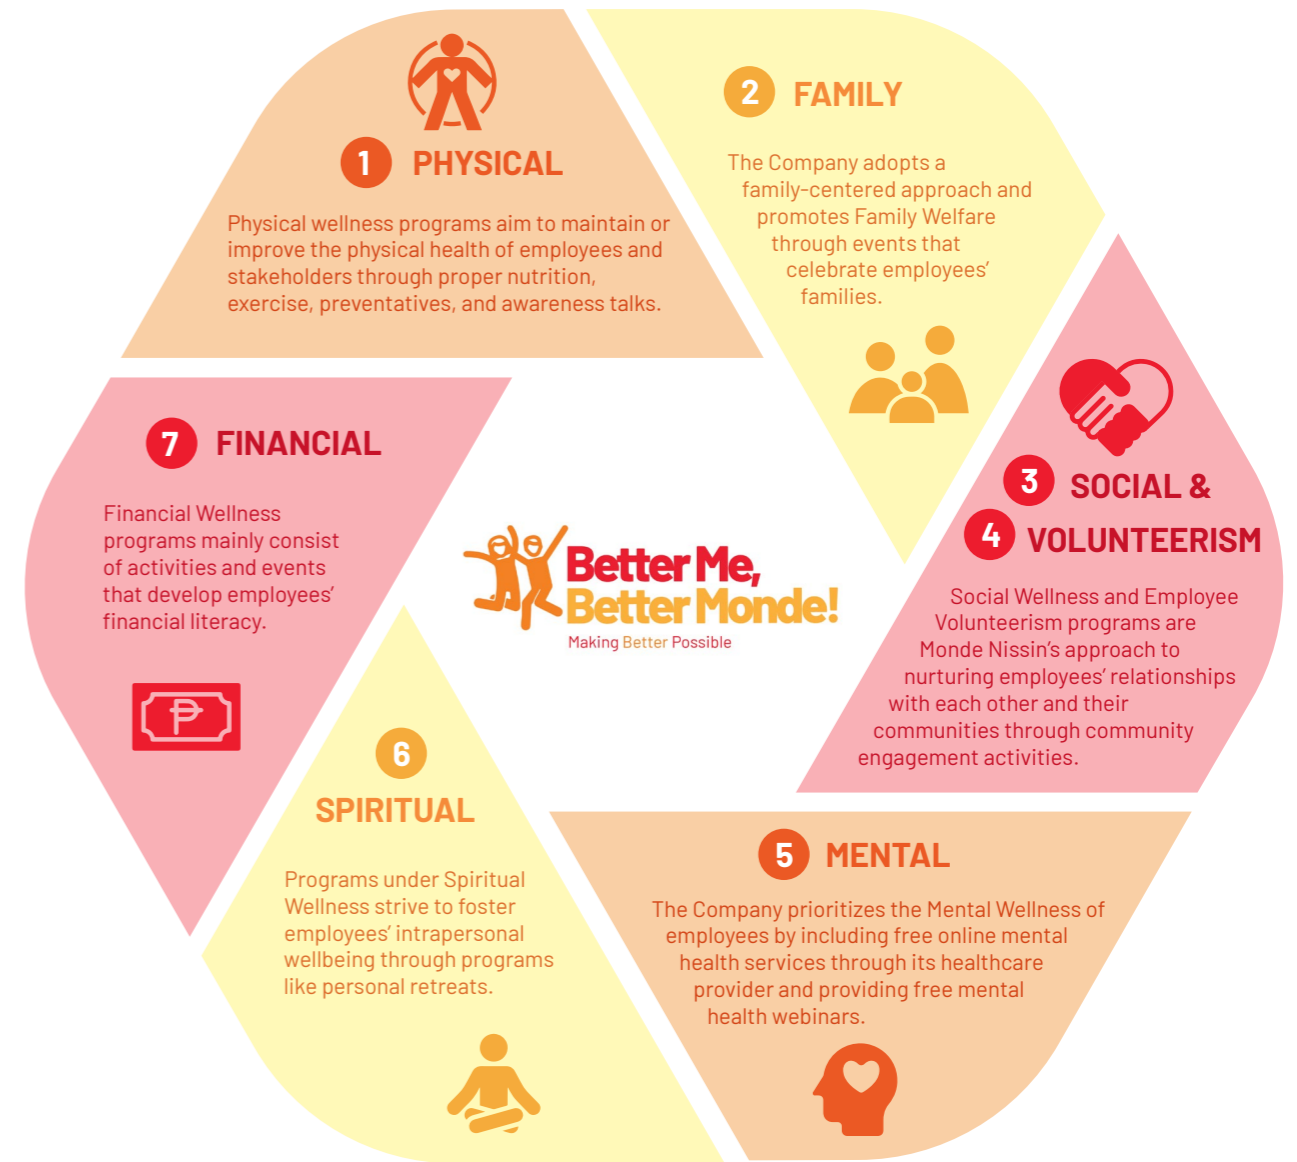 1 PHYSICAL
Physical wellness programs aim to maintain or
improve the physical health of employees and
stakeholders through proper nutrition,
exercise, preventatives, and awareness talks.
2 FAMILY
The Company adopts a
family-centered approach and
promotes Family Welfare
through events that
celebrate employees'
families.
3 SOCIAL &
4 VOLUNTEERISM
Social Wellness and Employee
Volunteerism programs are
Monde Nissin's approach to
nurturing employees' relationships
with each other and their
communities through community
engagement activities.
5 MENTAL
The Company prioritizes the Mental Wellness of
employees by including free online mental
health services through its healthcare
provider and providing free mental
health webinars.
6
SPIRITUAL
Programs under Spiritual
Wellness strive to foster
employees' intrapersonal
wellbeing through programs
like personal retreats.
7 FINANCIAL
Financial Wellness
programs mainly consist
of activities and events
that develop employees'
financial literacy.
₱
Better Me,
Better Monde!
Making Better Possible